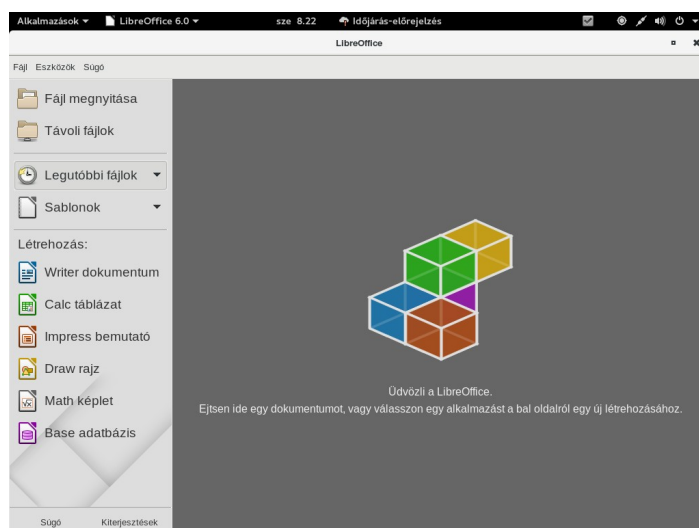 Alkalmazások LibreOffice 6.0 sze 8.22 Időjárás-előrejelzés
LibreOffice
Fájl Eszközök Súgó
Fájl megnyitása
Távoli fájlok
Legutóbbi fájlok
Sablonok
Létrehozás:
Writer dokumentum
Calc táblázat
Impress bemutató
Draw rajz
Math képlet
Base adatbázis
Súgó Kiterjesztések
Üdvözli a LibreOffice.
Ejtsen ide egy dokumentumot, vagy válasszon egy alkalmazást a bal oldalról egy új létrehozásához.